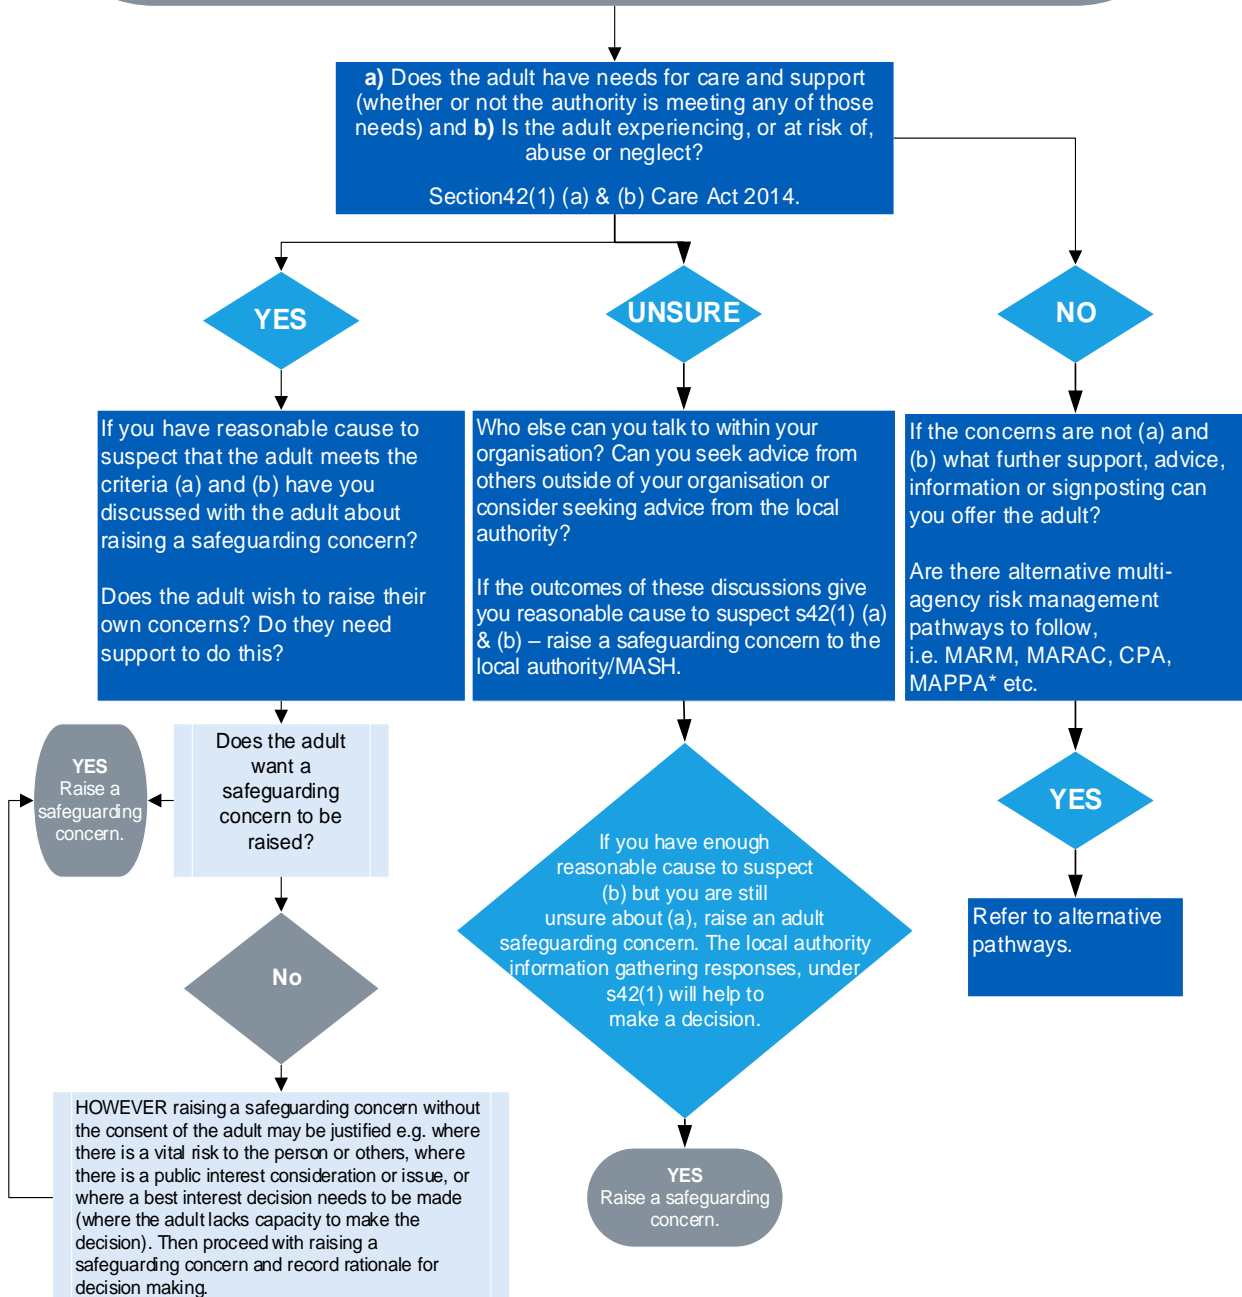 a) Does the adult have needs for care and support
(whether or not the authority is meeting any of those
needs) and b) Is the adult experiencing, or at risk of,
abuse or neglect?
Section42(1) (a) & (b) Care Act 2014.
YES
UNSURE
NO
If you have reasonable cause to
suspect that the adult meets the
criteria (a) and (b) have you
discussed with the adult about
raising a safeguarding concern?
Does the adult wish to raise their
own concerns? Do they need
support to do this?
Who else can you talk to within your
organisation? Can you seek advice from
others outside of your organisation or
consider seeking advice from the local
authority?
If the outcomes of these discussions give
you reasonable cause to suspect s42(1) (a)
& (b) – raise a safeguarding concern to the
local authority/MASH.
If the concerns are not (a) and
(b) what further support, advice,
information or signposting can
you offer the adult?
Are there alternative multi-
agency risk management
pathways to follow,
i.e. MARM, MARAC, CPA,
MAPPA* etc.
YES
Raise a
safeguarding
concern.
Does the adult
want a
safeguarding
concern to be
raised?
If you have enough
reasonable cause to suspect
(b) but you are still
unsure about (a), raise an adult
safeguarding concern. The local authority
information gathering responses, under
s42(1) will help to
make a decision.
YES
Refer to alternative
pathways.
No
HOWEVER raising a safeguarding concern without
the consent of the adult may be justified e.g. where
there is a vital risk to the person or others, where
there is a public interest consideration or issue, or
where a best interest decision needs to be made
(where the adult lacks capacity to make the
decision). Then proceed with raising a
safeguarding concern and record rationale for
decision making.
YES
Raise a safeguarding
concern.